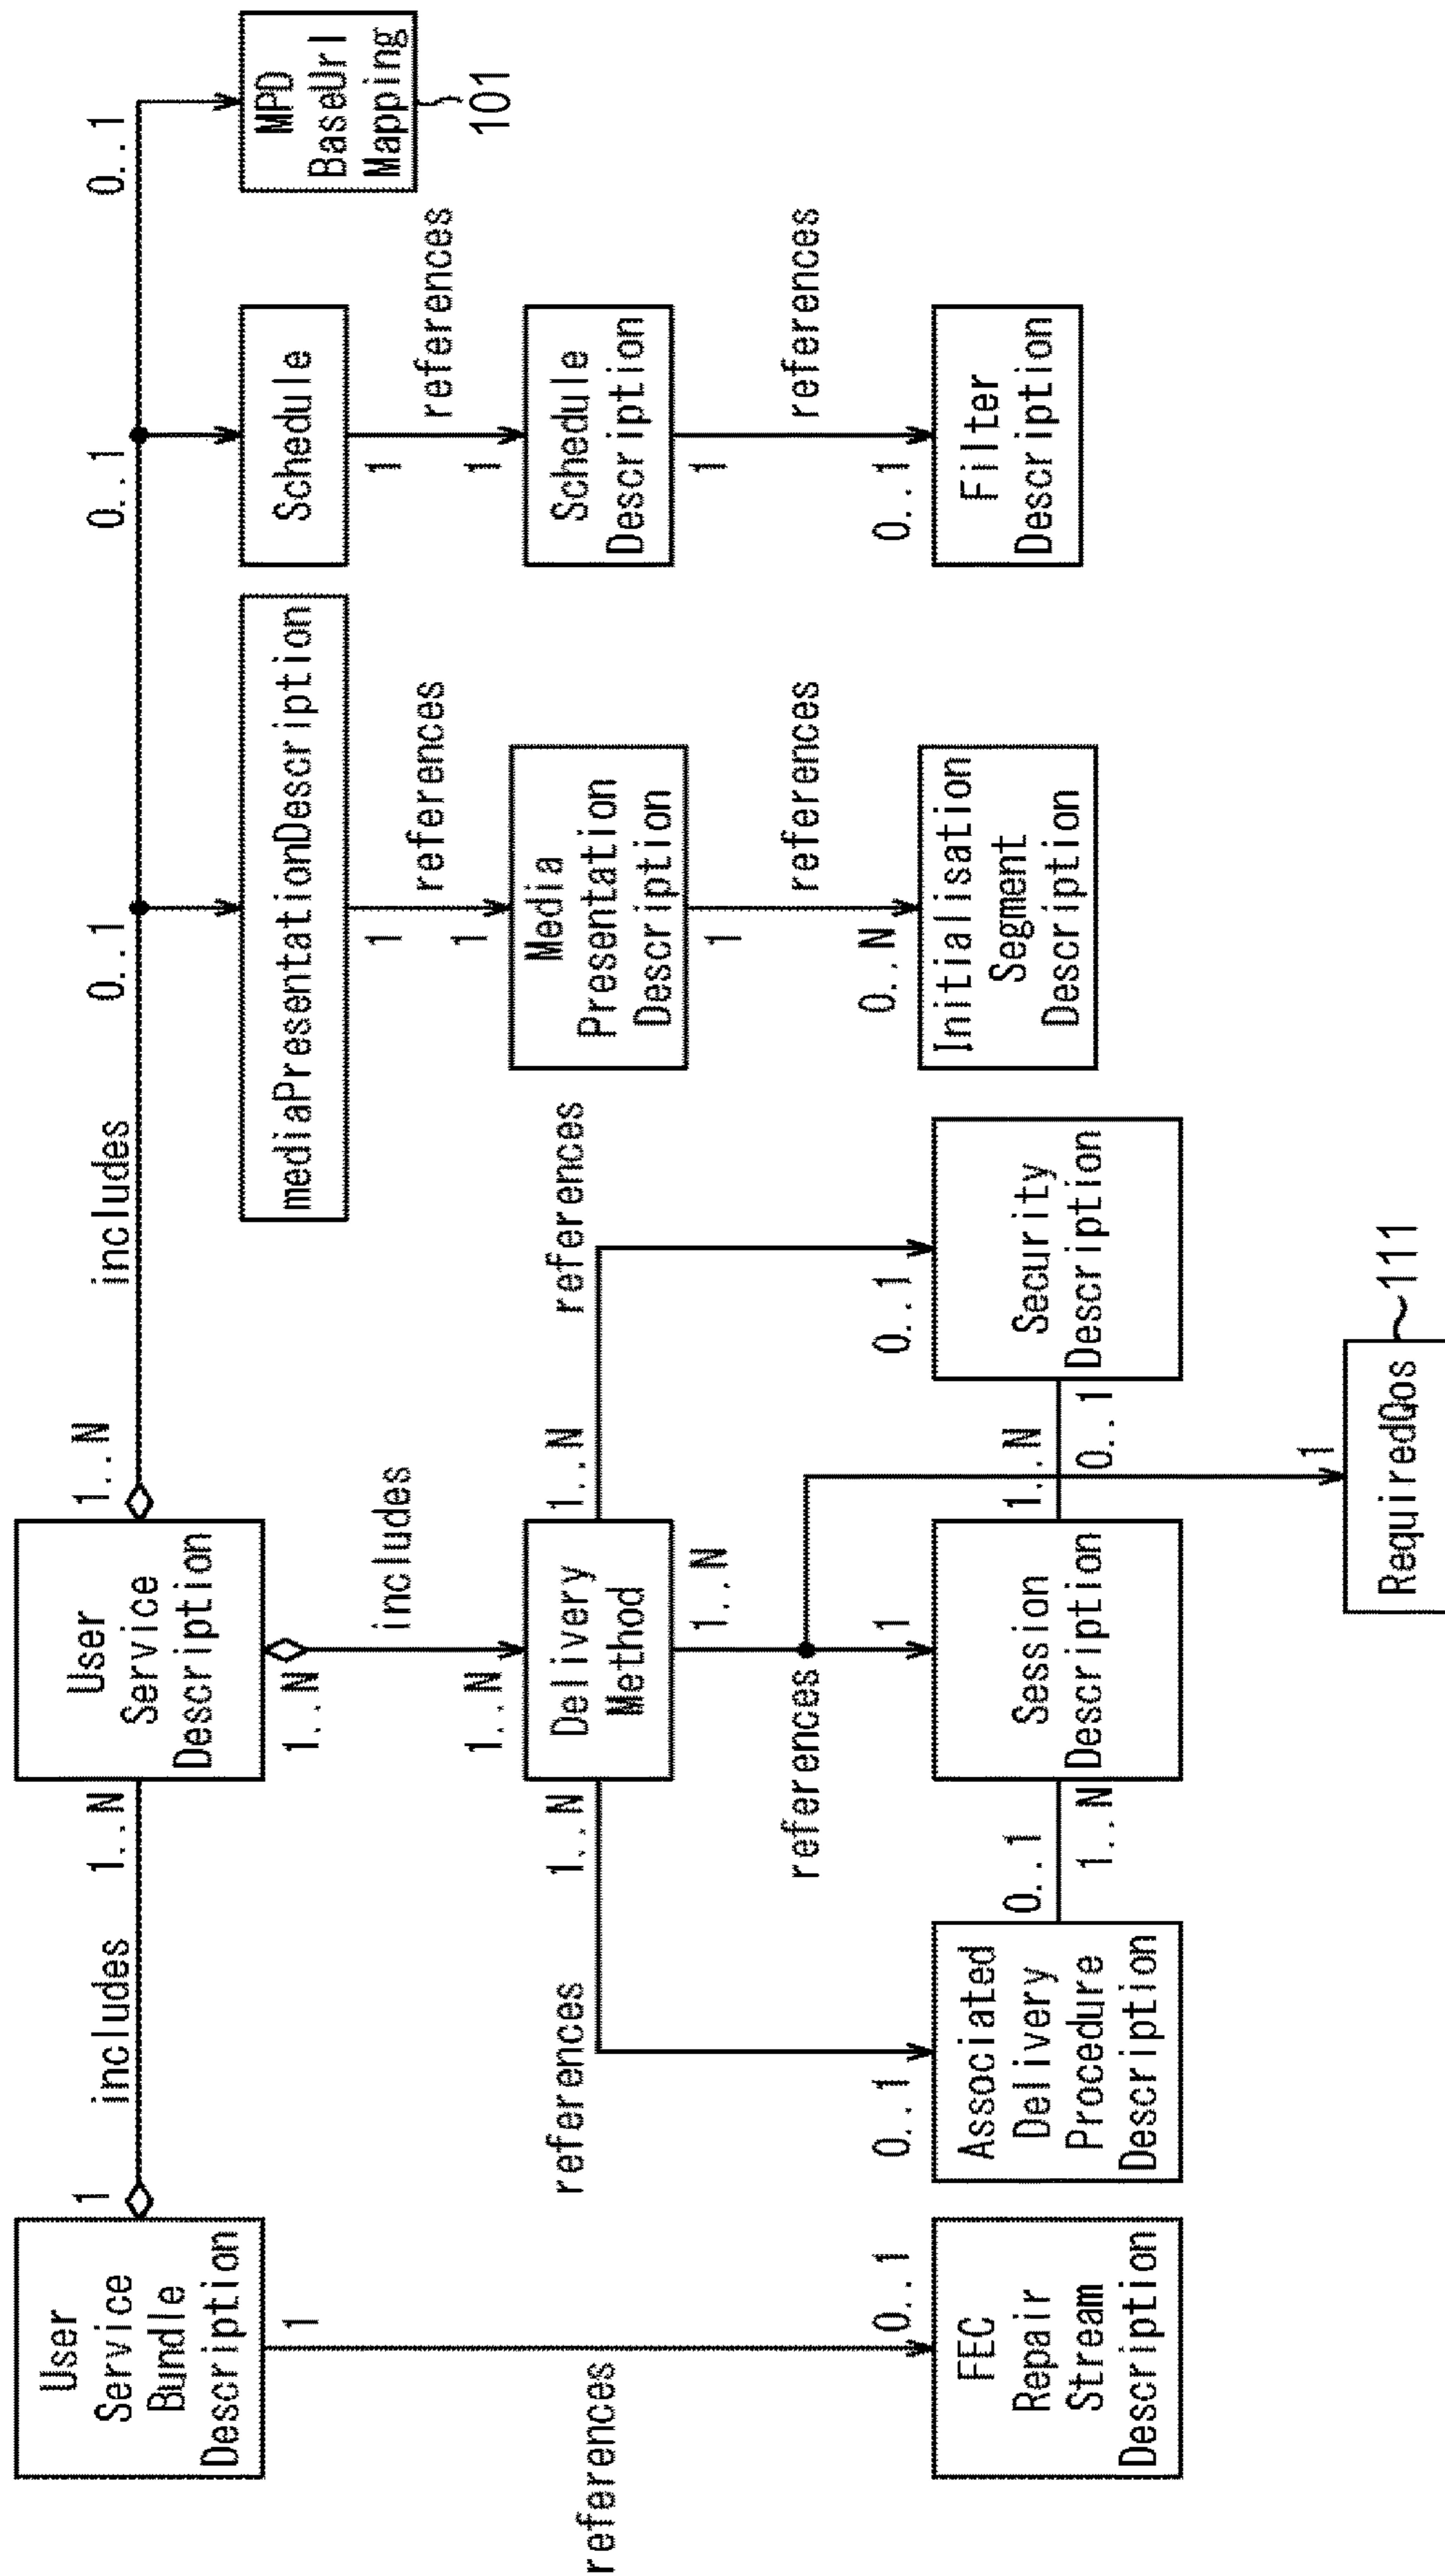 User
Service
Bundle
Description
1
includes
1..N
User
Service
Description
1..N
includes
0..1
0..1
0..1
1
references
0..1
FEC
Repair
Stream
Description
1..N
includes
1..N
Delivery
Method
1..N
references
0..1
Associated
Delivery
Procedure
Description
1..N
references
1
Session
Description
1..N
references
0..1
Security
Description
0..1
1..N
1..N
0..1
1
RequiredQos
111
mediaPresentationDescription
1
references
1
Media
Presentation
Description
1
references
0..N
Initialisation
Segment
Description
Schedule
1
references
1
Schedule
Description
1
references
0..1
Filter
Description
MPD
BaseUrl
Mapping
101